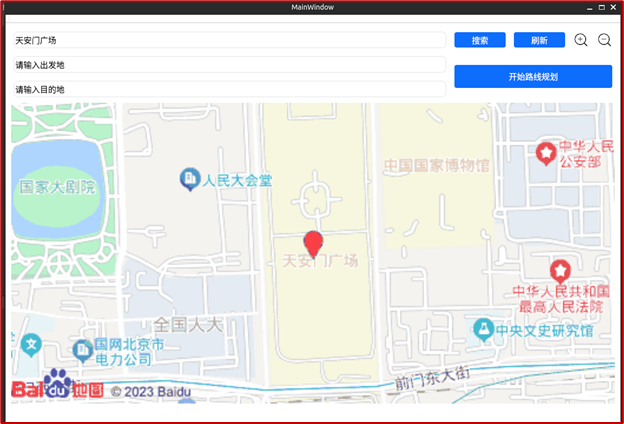 MainWindow
天安门广场
搜索
刷新
请输入出发地
开始路线规划
请输入目的地
中国国家博物馆
中华人民
公安部
国家大剧院
人民大会堂
天安门广场
中华人民共和国
最高人民法院
全国人大
中央文史研究馆
文
国网北京市
电力公司
前门东大街
Bai du 地图 © 2023 Baidu